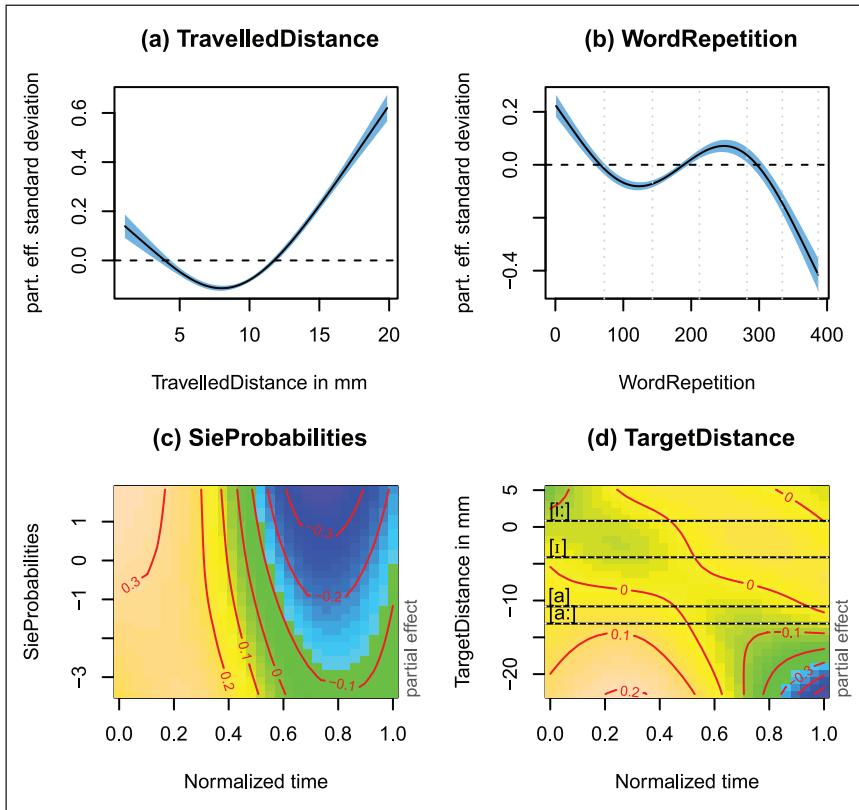 (a) TravelledDistance
part. eff. standard deviation
0.0 0.2 0.4 0.6
5 10 15 20
TravelledDistance in mm
(b) WordRepetition
part. eff. standard deviation
−0.4 0.0 0.2
0 100 200 300 400
WordRepetition
(c) SieProbabilities
SieProbabilities
−3 −1 0 1
0.3
0.2
0.1
0
−0.1
−0.2
−0.3
0.0 0.2 0.4 0.6 0.8 1.0
Normalized time
partial effect
(d) TargetDistance
TargetDistance in mm
−20 −10 0 5
[i:]
[ɪ]
[a]
[a:]
0
0
0
0
0.1
0.2
−0.1
−0.3
0.0 0.2 0.4 0.6 0.8 1.0
Normalized time
partial effect